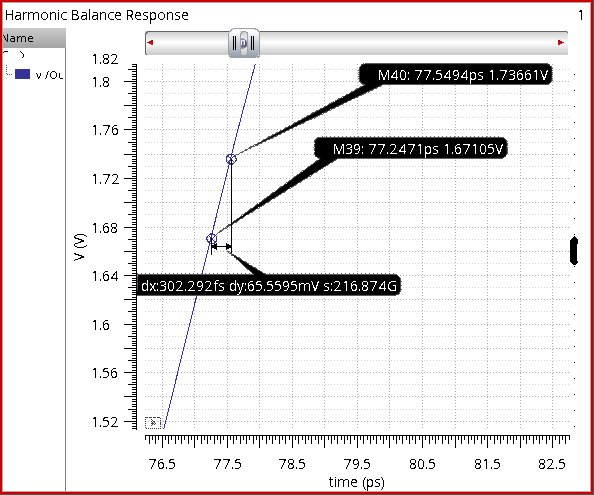 Harmonic Balance Response 1
Name
v /Ou
V (V)
1.82
1.8
1.76
1.72
1.68
1.64
1.6
1.56
1.52
M40: 77.5494ps 1.73661V
M39: 77.2471ps 1.67105V
dx:302.292fs dy:65.5595mV s:216.874G
76.5 77.5 78.5 79.5 80.5 81.5 82.5
time (ps)